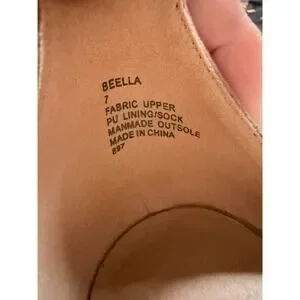 BEELLA
7
FABRIC UPPER
PU LINING/SOCK
MANMADE OUTSOLE
MADE IN CHINA
897